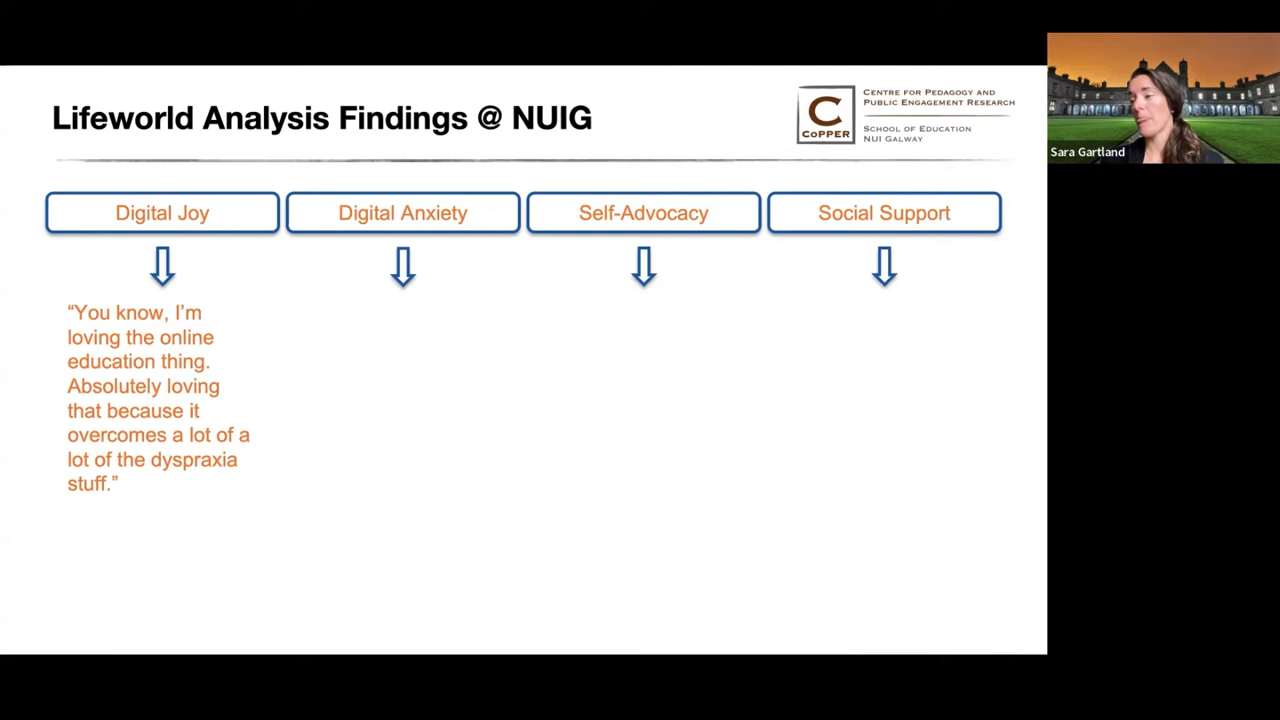 Lifeworld Analysis Findings @ NUIG
C
CoPPER
CENTRE FOR PEDAGOGY AND
PUBLIC ENGAGEMENT RESEARCH
SCHOOL OF EDUCATION
NUI GALWAY
Sara Gartland
Digital Joy
Digital Anxiety
Self-Advocacy
Social Support
“You know, I’m
loving the online
education thing.
Absolutely loving
that because it
overcomes a lot of a
lot of the dyspraxia
stuff.”